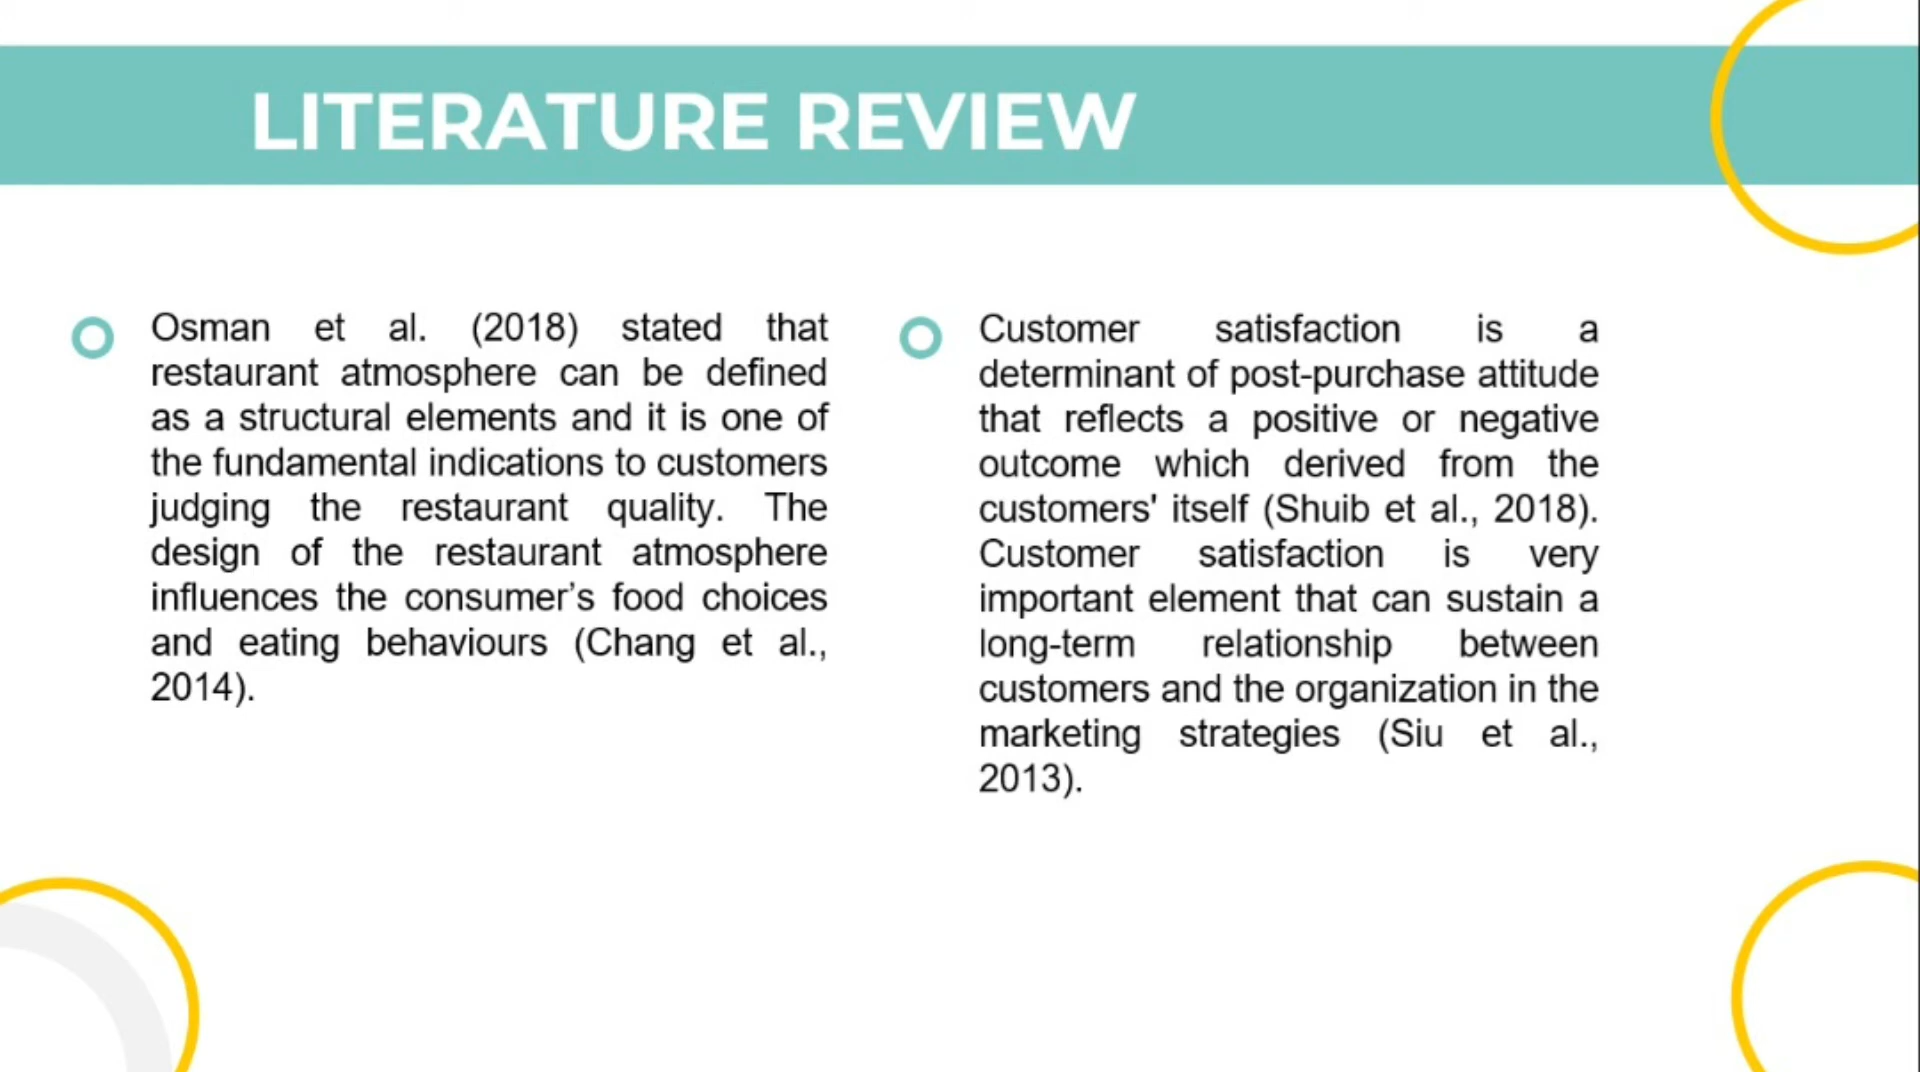 LITERATURE REVIEW
Osman et al. (2018) stated that
restaurant atmosphere can be defined
as a structural elements and it is one of
the fundamental indications to customers
judging the restaurant quality. The
design of the restaurant atmosphere
influences the consumer’s food choices
and eating behaviours (Chang et al.,
2014).
Customer satisfaction is a
determinant of post-purchase attitude
that reflects a positive or negative
outcome which derived from the
customers' itself (Shuib et al., 2018).
Customer satisfaction is very
important element that can sustain a
long-term relationship between
customers and the organization in the
marketing strategies (Siu et al.,
2013).